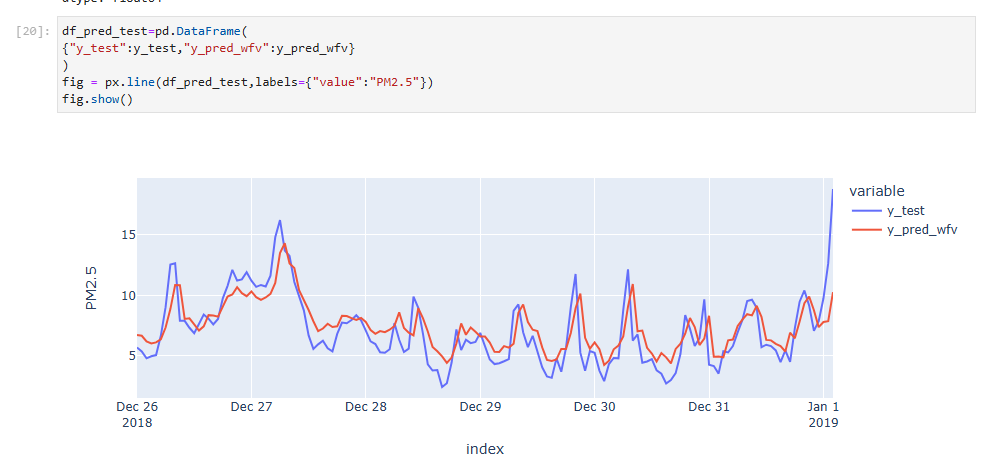 [20]: df_pred_test=pd.DataFrame(
{"y_test":y_test,"y_pred_wfv":y_pred_wfv}
)
fig = px.line(df_pred_test,labels={"value":"PM2.5"})
fig.show()
variable
y_test
y_pred_wfv
PM2.5
15
10
5
Dec 26 Dec 27 Dec 28 Dec 29 Dec 30 Dec 31 Jan 1
2018 2019
index